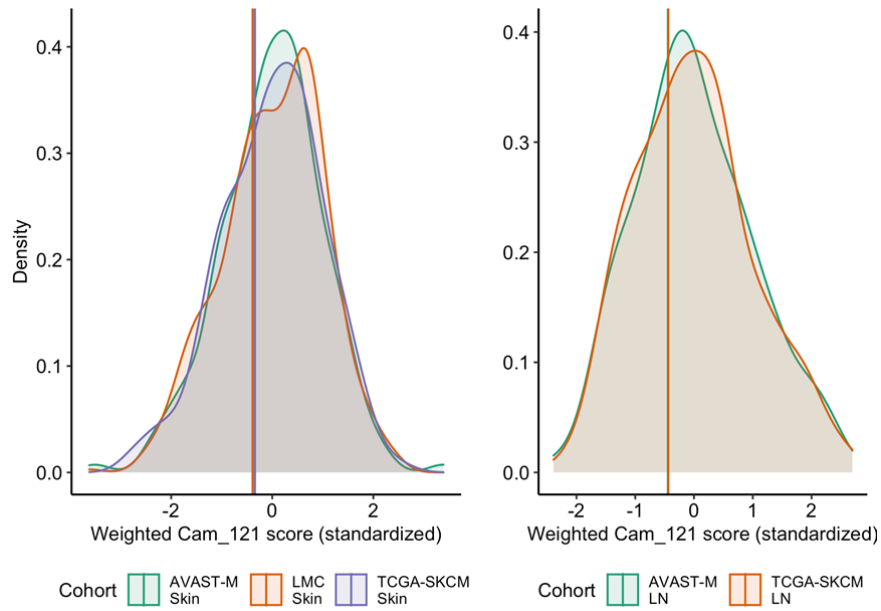 0.4
0.3
0.2
0.1
0.0
Density
-2 0 2
Weighted Cam_121 score (standardized)
Cohort
AVAST-M
Skin
LMC
Skin
TCGA-SKCM
Skin
0.4
0.3
0.2
0.1
0.0
-2 -1 0 1 2
Weighted Cam_121 score (standardized)
Cohort
AVAST-M
LN
TCGA-SKCM
LN